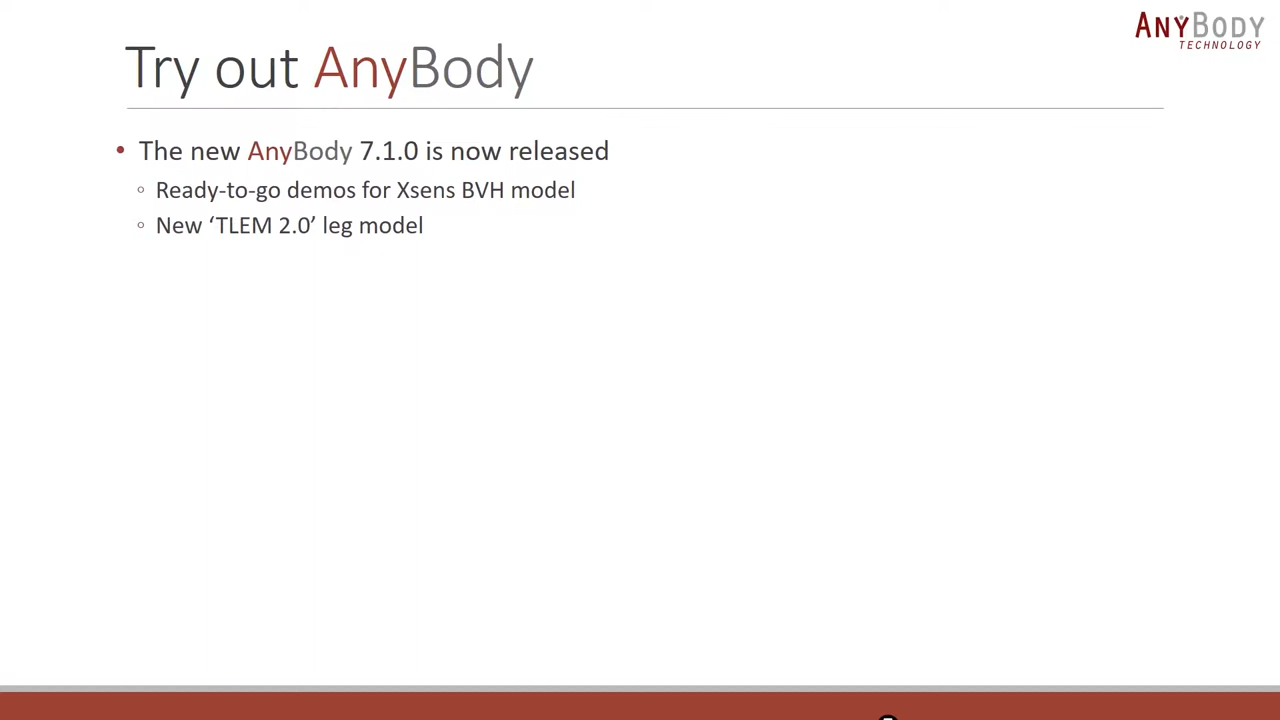 ANYBODY
TECHNOLOGY
Try out AnyBody
• The new AnyBody 7.1.0 is now released
◦ Ready-to-go demos for Xsens BVH model
◦ New ‘TLEM 2.0’ leg model